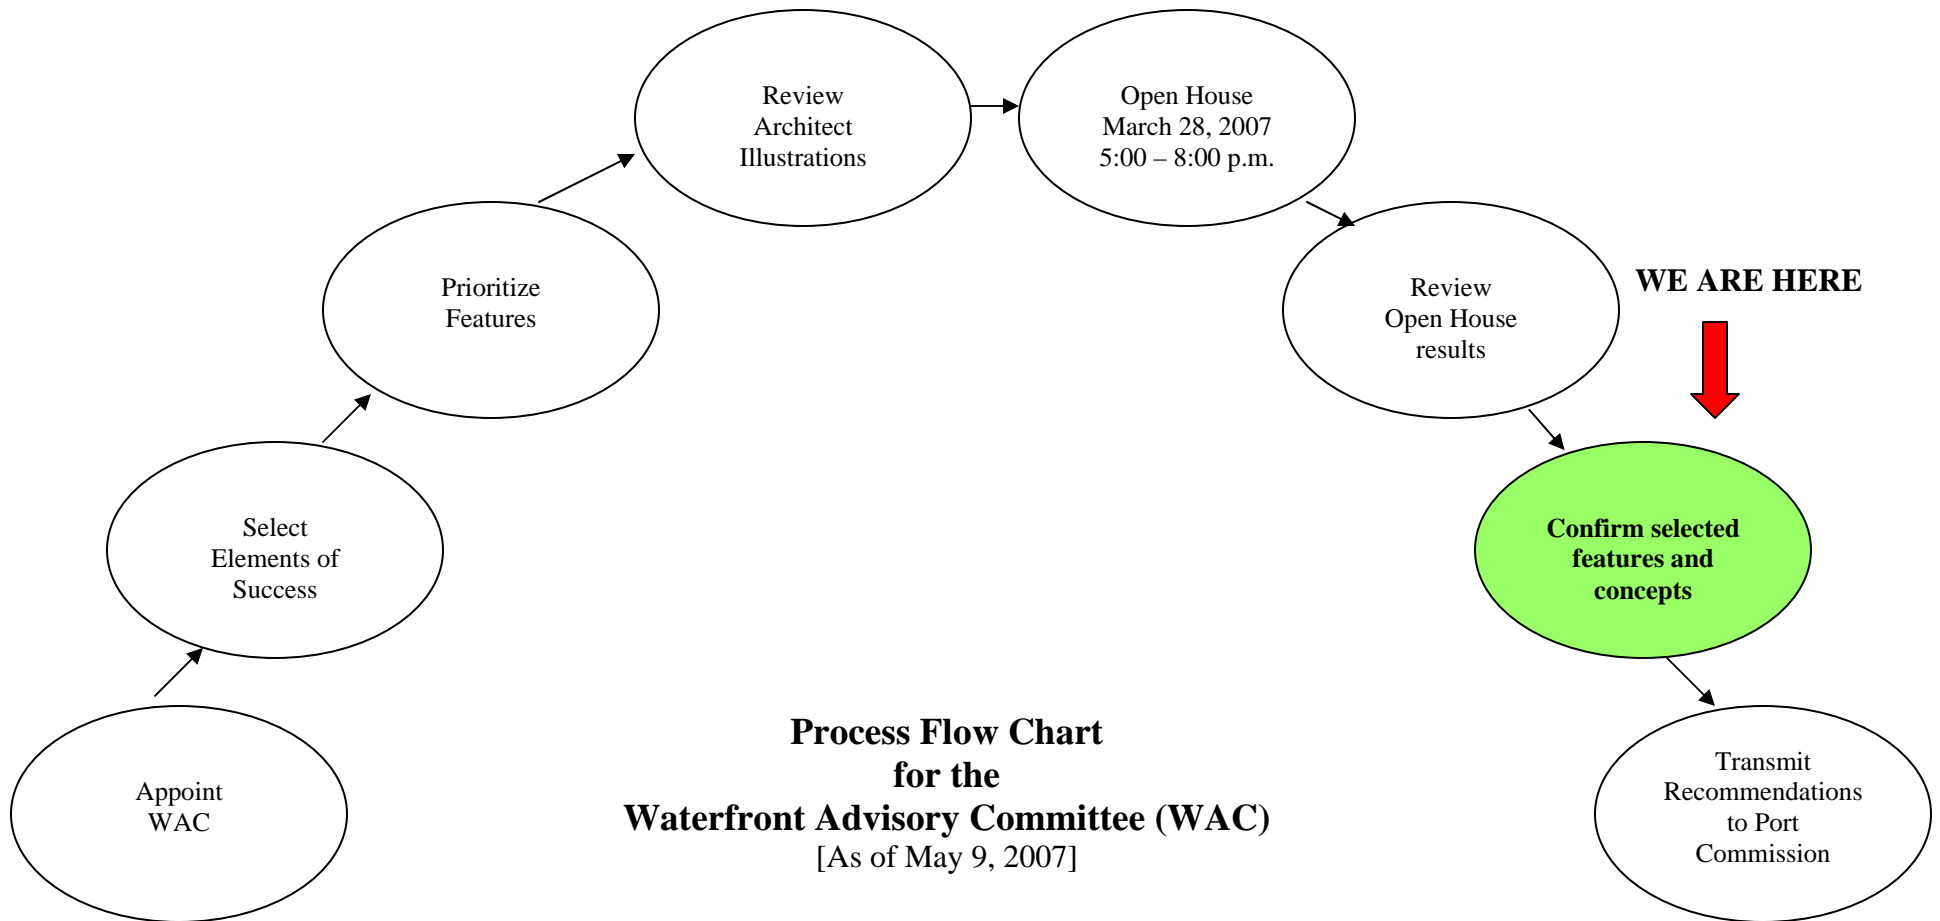 Appoint
WAC
Select
Elements of
Success
Prioritize
Features
Review
Architect
Illustrations
Open House
March 28, 2007
5:00 – 8:00 p.m.
Review
Open House
results
WE ARE HERE
Confirm selected
features and
concepts
Transmit
Recommendations
to Port
Commission
Process Flow Chart
for the
Waterfront Advisory Committee (WAC)
[As of May 9, 2007]